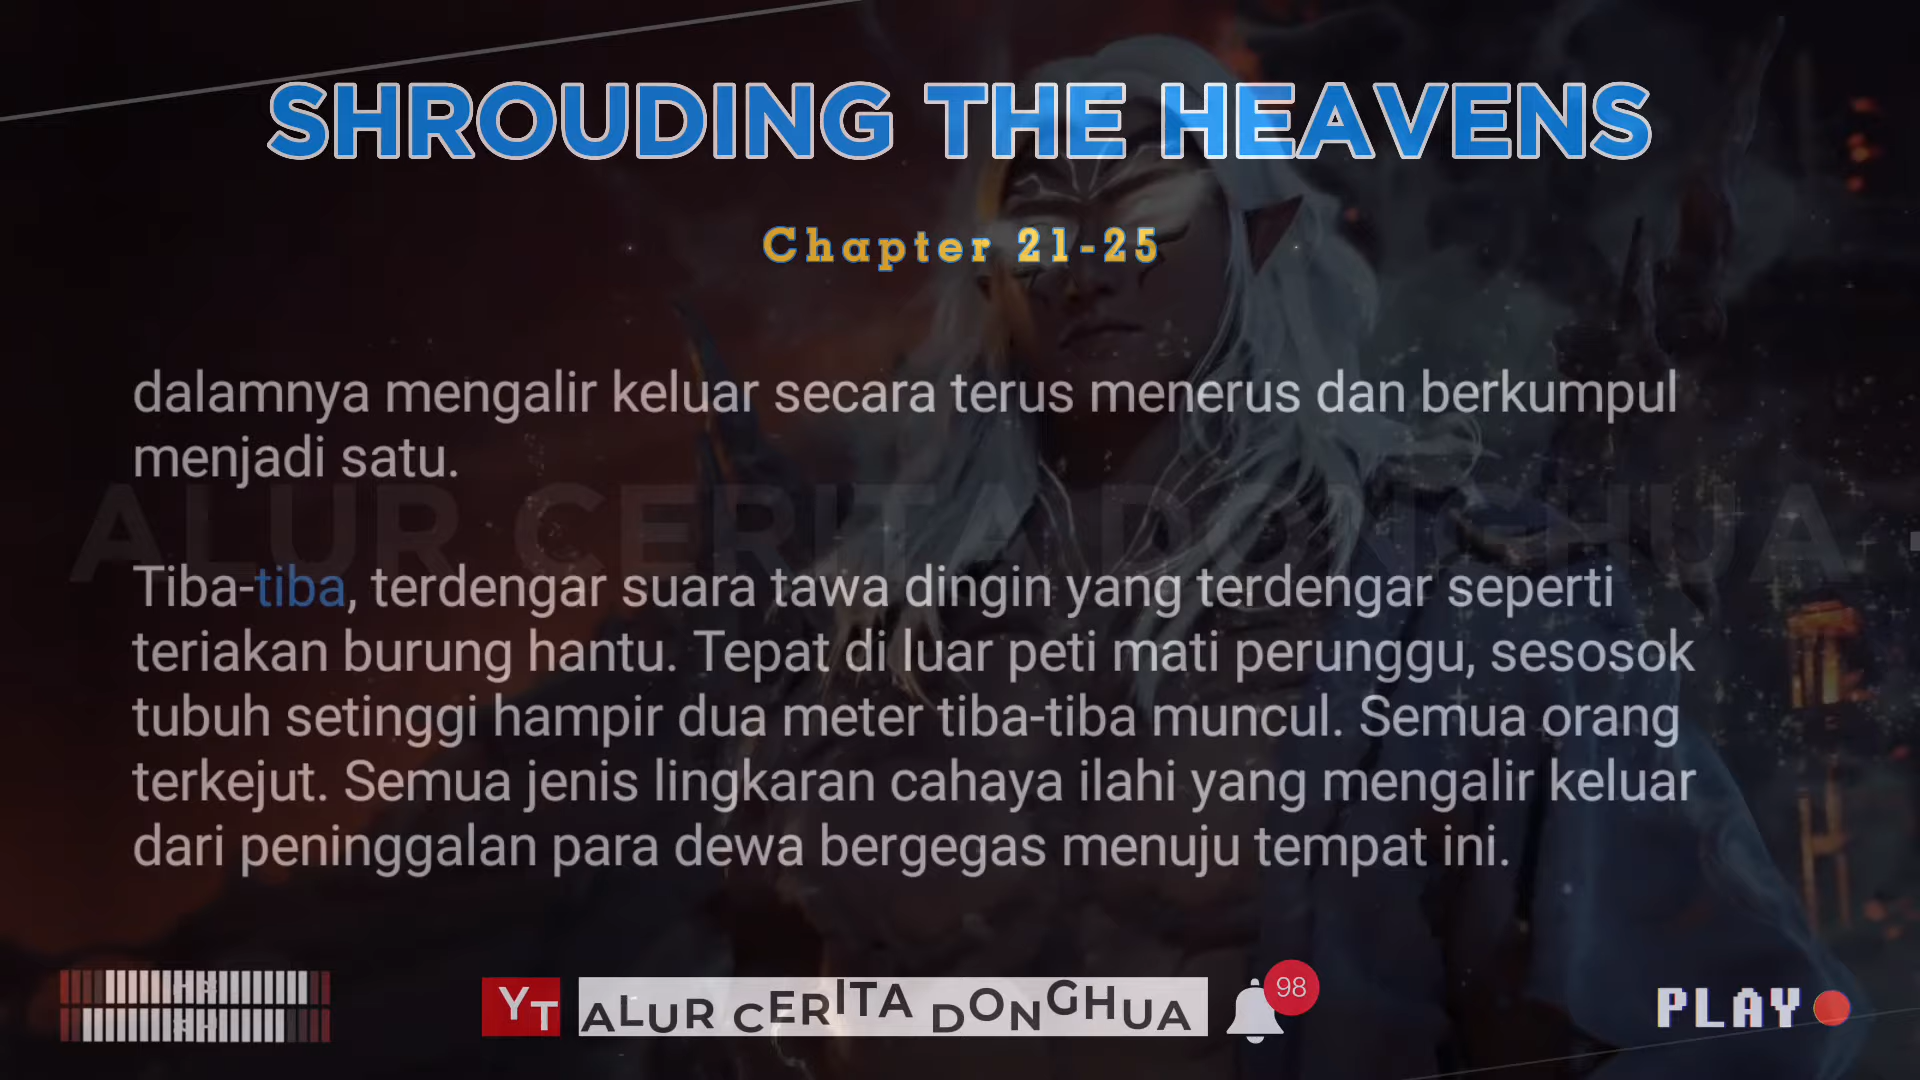 SHROUDING THE HEAVENS
Chapter 21-25
dalamnya mengalir keluar secara terus menerus dan berkumpul
menjadi satu.
ALUR CERITA DONGHUA
Tiba-tiba, terdengar suara tawa dingin yang terdengar seperti
teriakan burung hantu. Tepat di luar peti mati perunggu, sesosok
tubuh setinggi hampir dua meter tiba-tiba muncul. Semua orang
terkejut. Semua jenis lingkaran cahaya ilahi yang mengalir keluar
dari peninggalan para dewa bergegas menuju tempat ini.
YT ALUR CERITA DONGHUA 98
PLAY